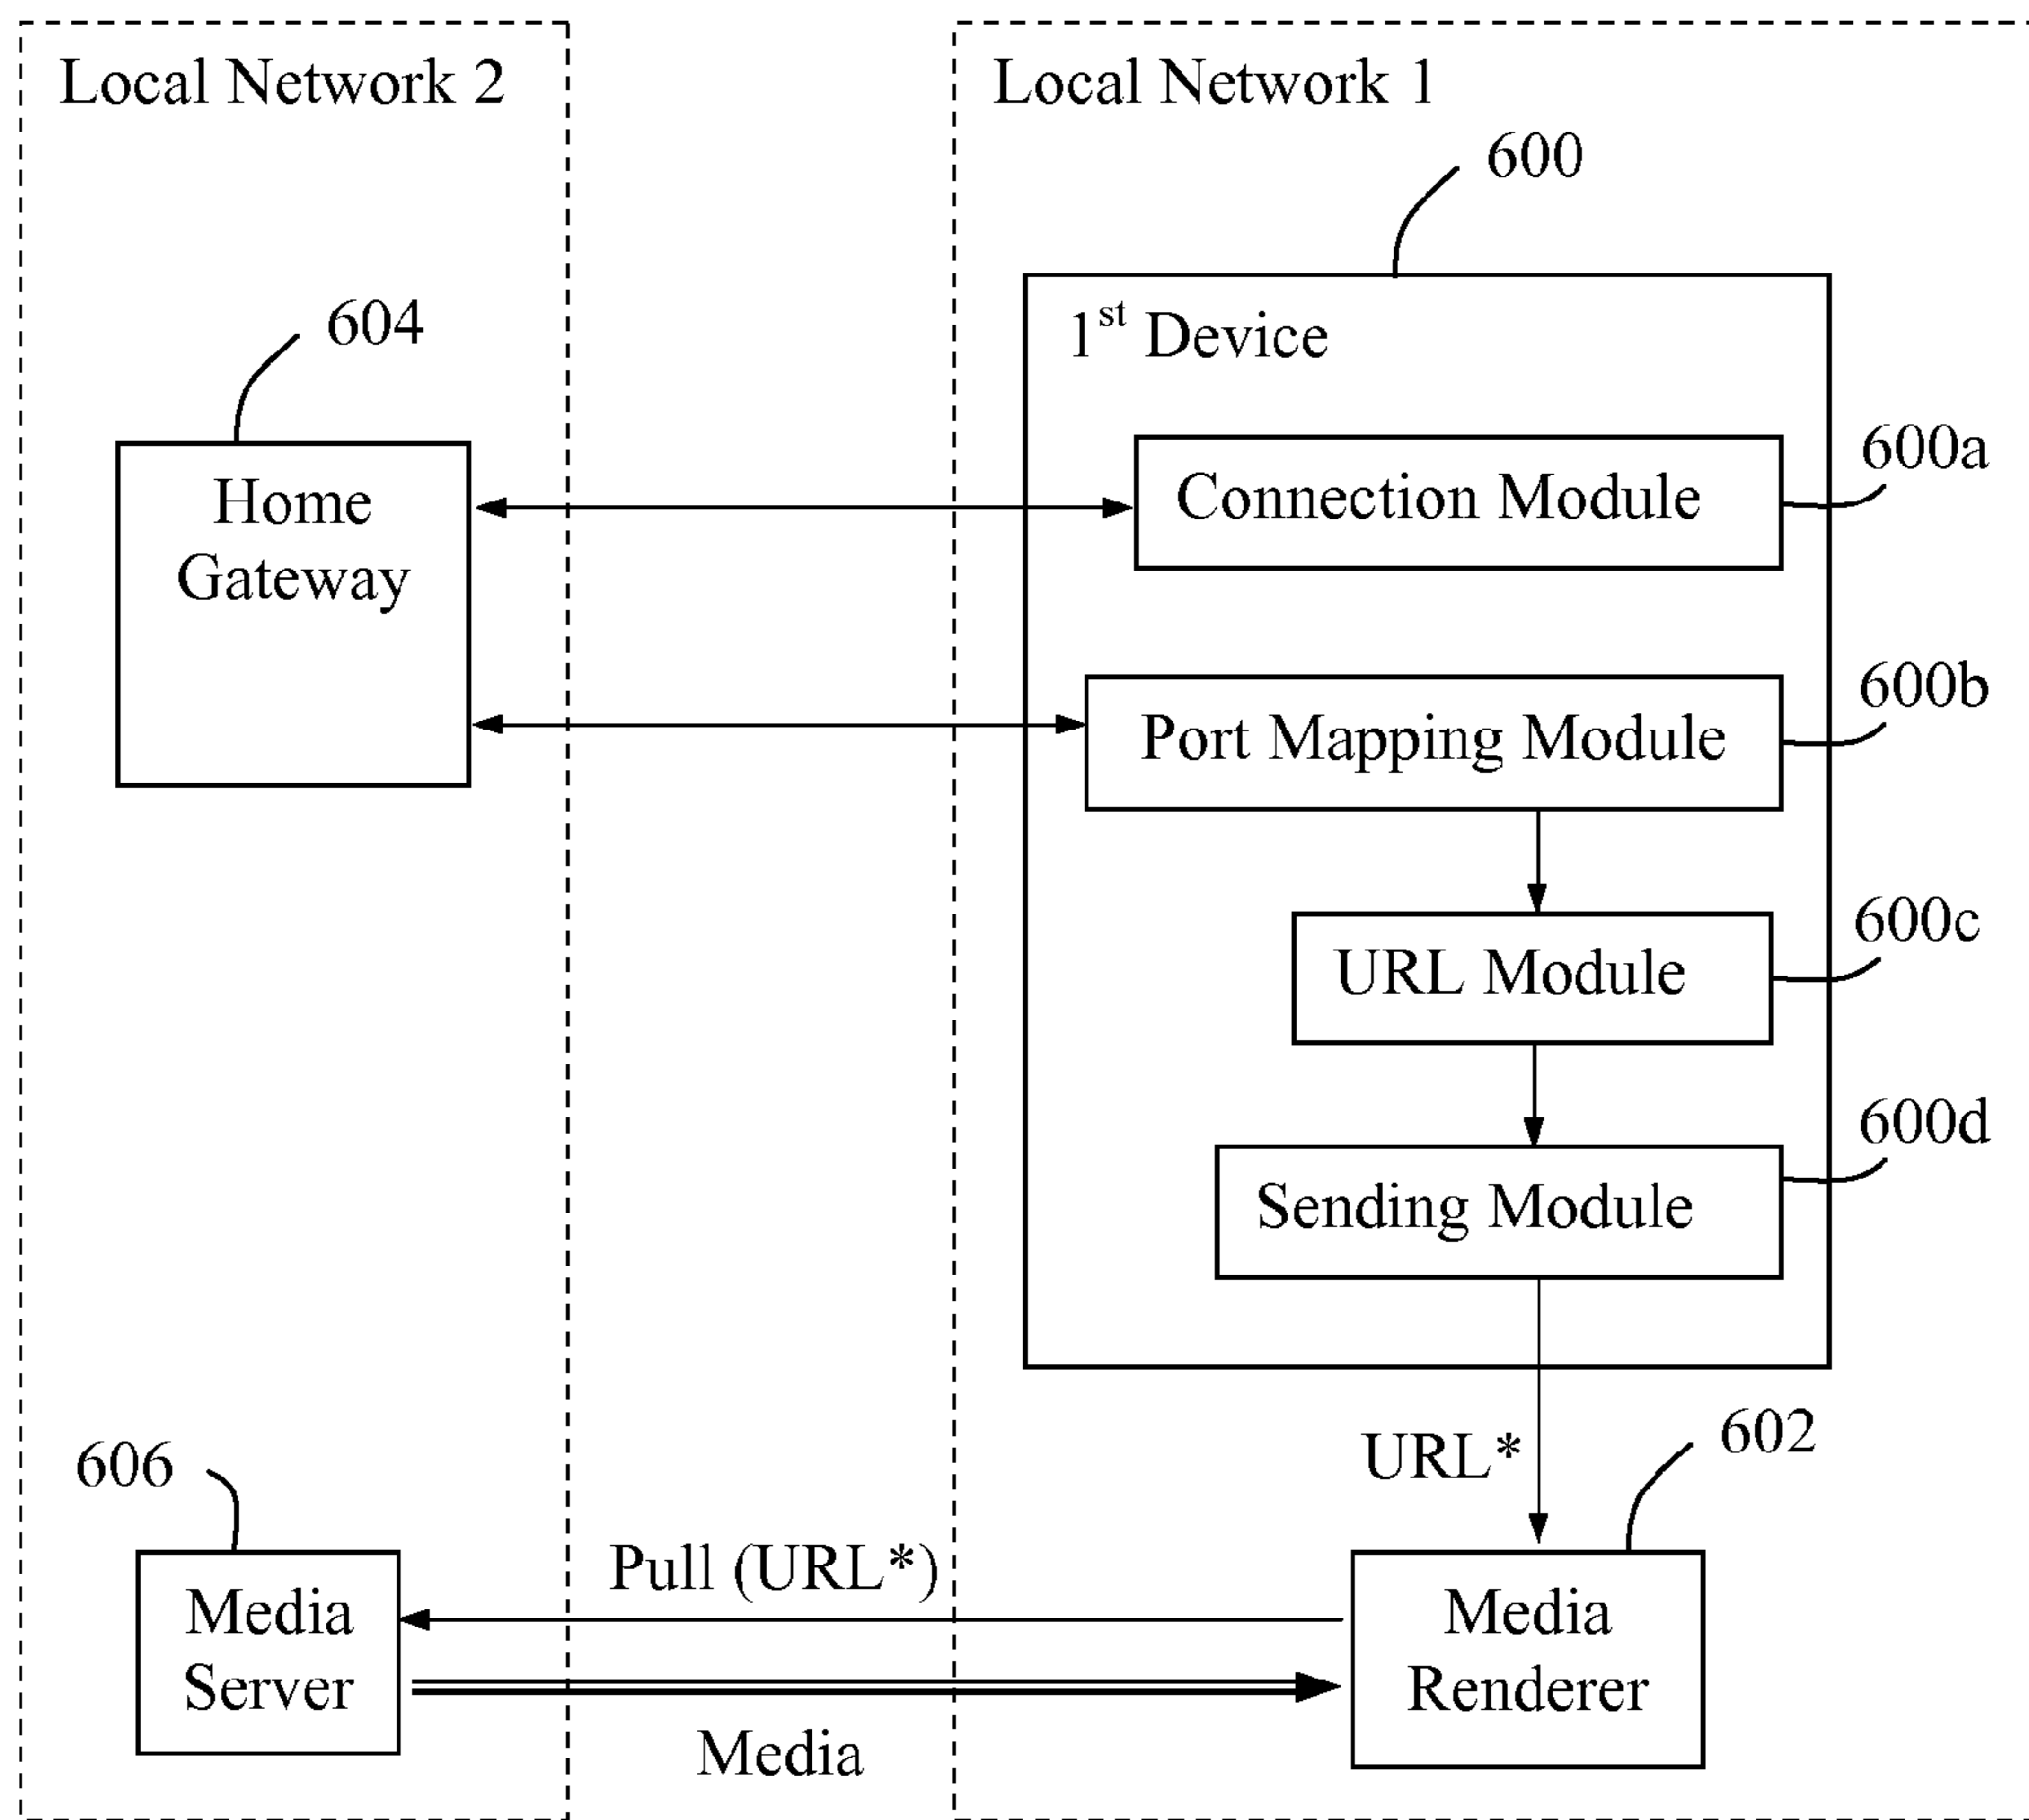 Local Network 2
Local Network 1
600
604
1st Device
Home
Gateway
Connection Module
600a
Port Mapping Module
600b
URL Module
600c
Sending Module
600d
URL*
602
606
Pull (URL*)
Media
Server
Media
Renderer
Media